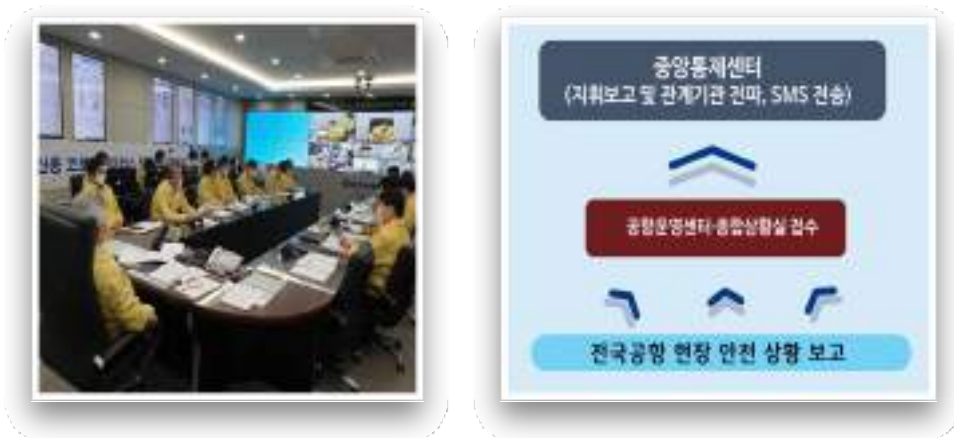 중앙통제센터
(지휘보고 및 관계기관 전파, SMS 전송)
공항운영센터·종합상황실 접수
전국공항 현장 안전 상황 보고